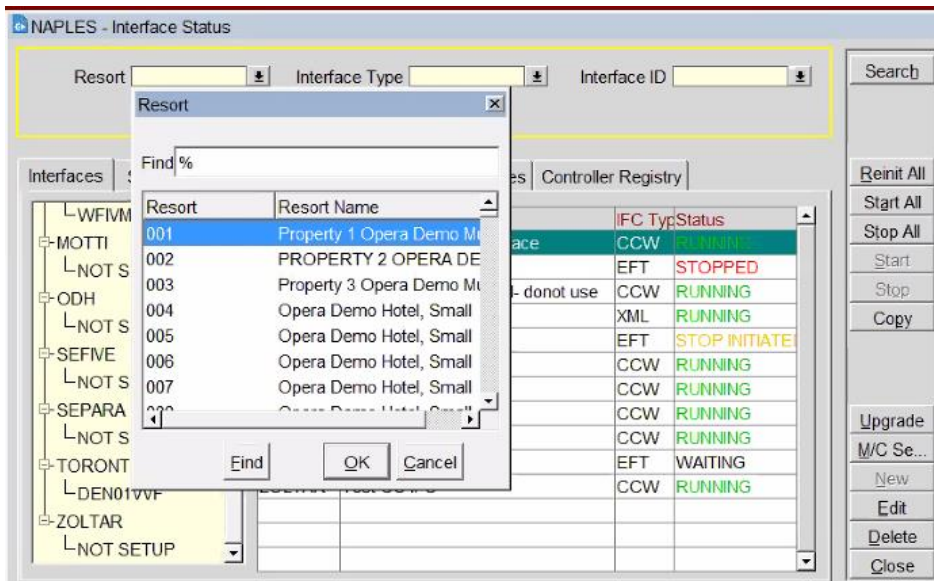 NAPLES - Interface Status
Resort Interface Type Interface ID
Search
Resort
Find %
Interfaces Controller Registry
Reinit All
Start All
Stop All
Start
Stop
Copy
Upgrade
M/C Se...
New
Edit
Delete
Close
Resort Resort Name
001 Property 1 Opera Demo
002 PROPERTY 2 OPERA DE
003 Property 3 Opera Demo
004 Opera Demo Hotel, Small
005 Opera Demo Hotel, Small
006 Opera Demo Hotel, Small
007 Opera Demo Hotel, Small
Find OK Cancel
WFIVM
MOTTI
NOT S
ODH
NOT S
SEFIVE
NOT S
SEPARA
NOT S
TORONT
DEN01VVF
ZOLTAR
NOT SETUP
IFC Typ Status
CCW RUNNING
EFT STOPPED
- donot use CCW RUNNING
XML RUNNING
EFT STOP INITIATE
CCW RUNNING
CCW RUNNING
CCW RUNNING
CCW RUNNING
EFT WAITING
CCW RUNNING